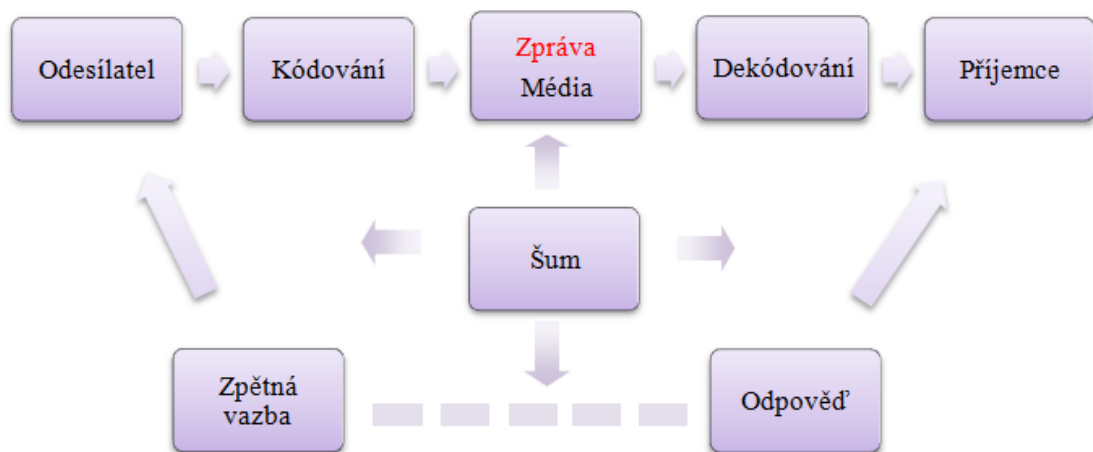 Odesílatel
Kódování
Zpráva
Média
Dekódování
Příjemce
Šum
Zpětná
vazba
Odpověď